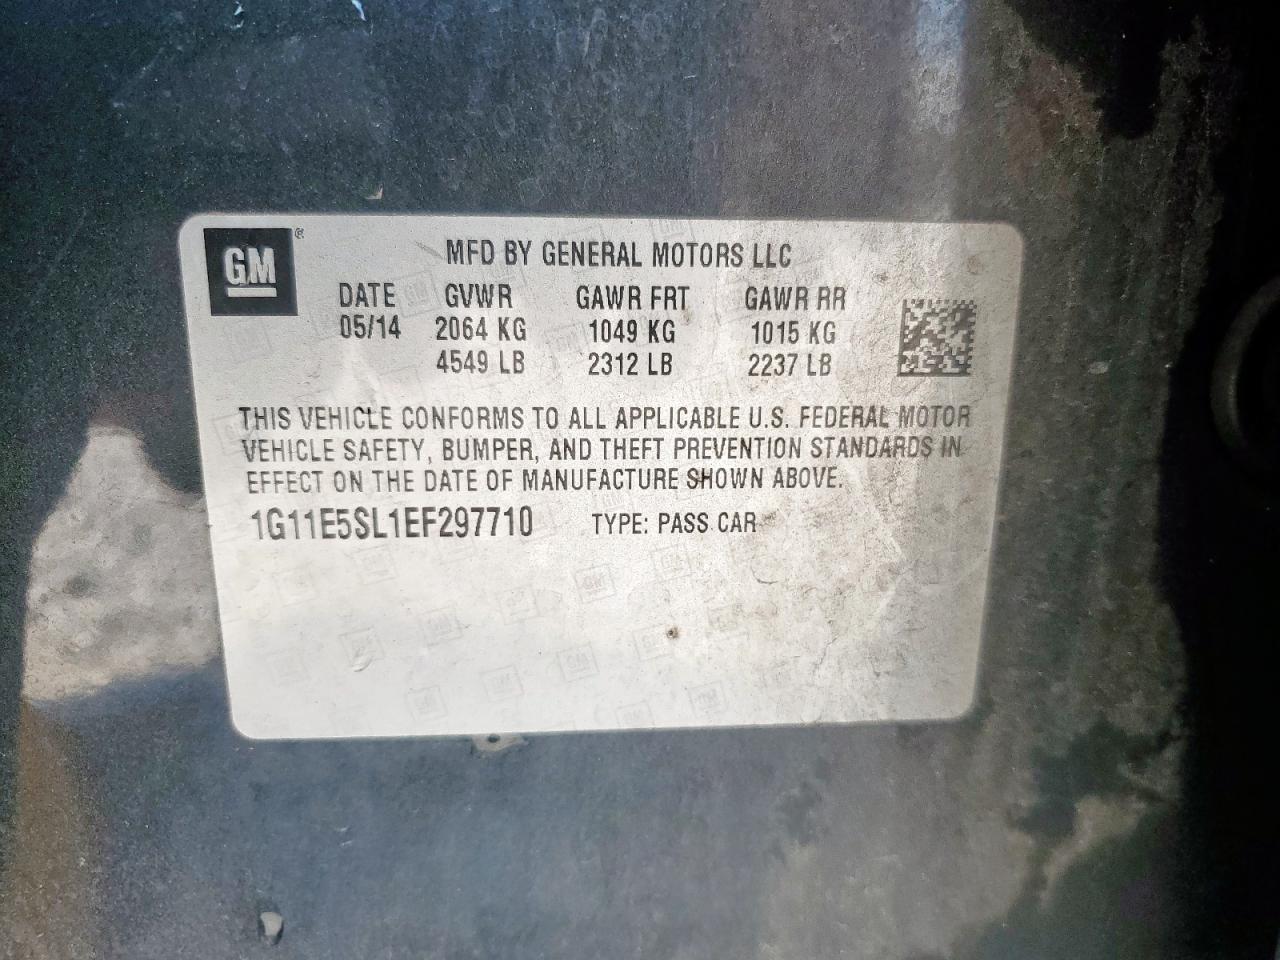 GM ®
MFD BY GENERAL MOTORS LLC
DATE GVWR GAWR FRT GAWR RR
05/14 2064 KG 1049 KG 1015 KG
4549 LB 2312 LB 2237 LB
THIS VEHICLE CONFORMS TO ALL APPLICABLE U.S. FEDERAL MOTOR
VEHICLE SAFETY, BUMPER, AND THEFT PREVENTION STANDARDS IN
EFFECT ON THE DATE OF MANUFACTURE SHOWN ABOVE.
1G11E5SL1EF297710 TYPE: PASS CAR